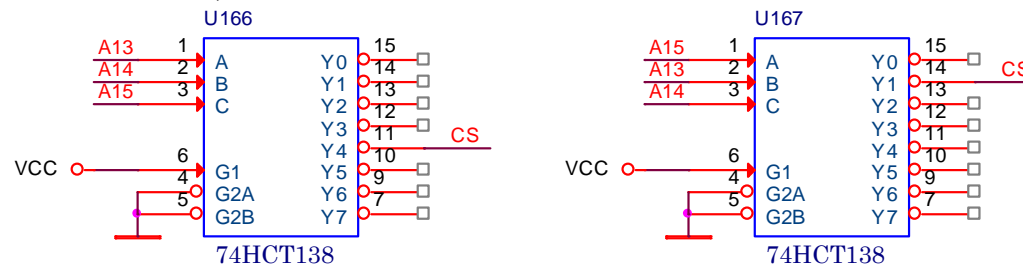 U166
A13 1 A Y0 15
A14 2 B Y1 14
A15 3 C Y2 13
Y3 12
Y4 11 CS
VCC 6 G1 Y5 10
4 G2A Y6 9
5 G2B Y7 7
74HCT138
U167
A15 1 A Y0 15
A13 2 B Y1 14 CS
A14 3 C Y2 13
Y3 12
Y4 11
VCC 6 G1 Y5 10
4 G2A Y6 9
5 G2B Y7 7
74HCT138